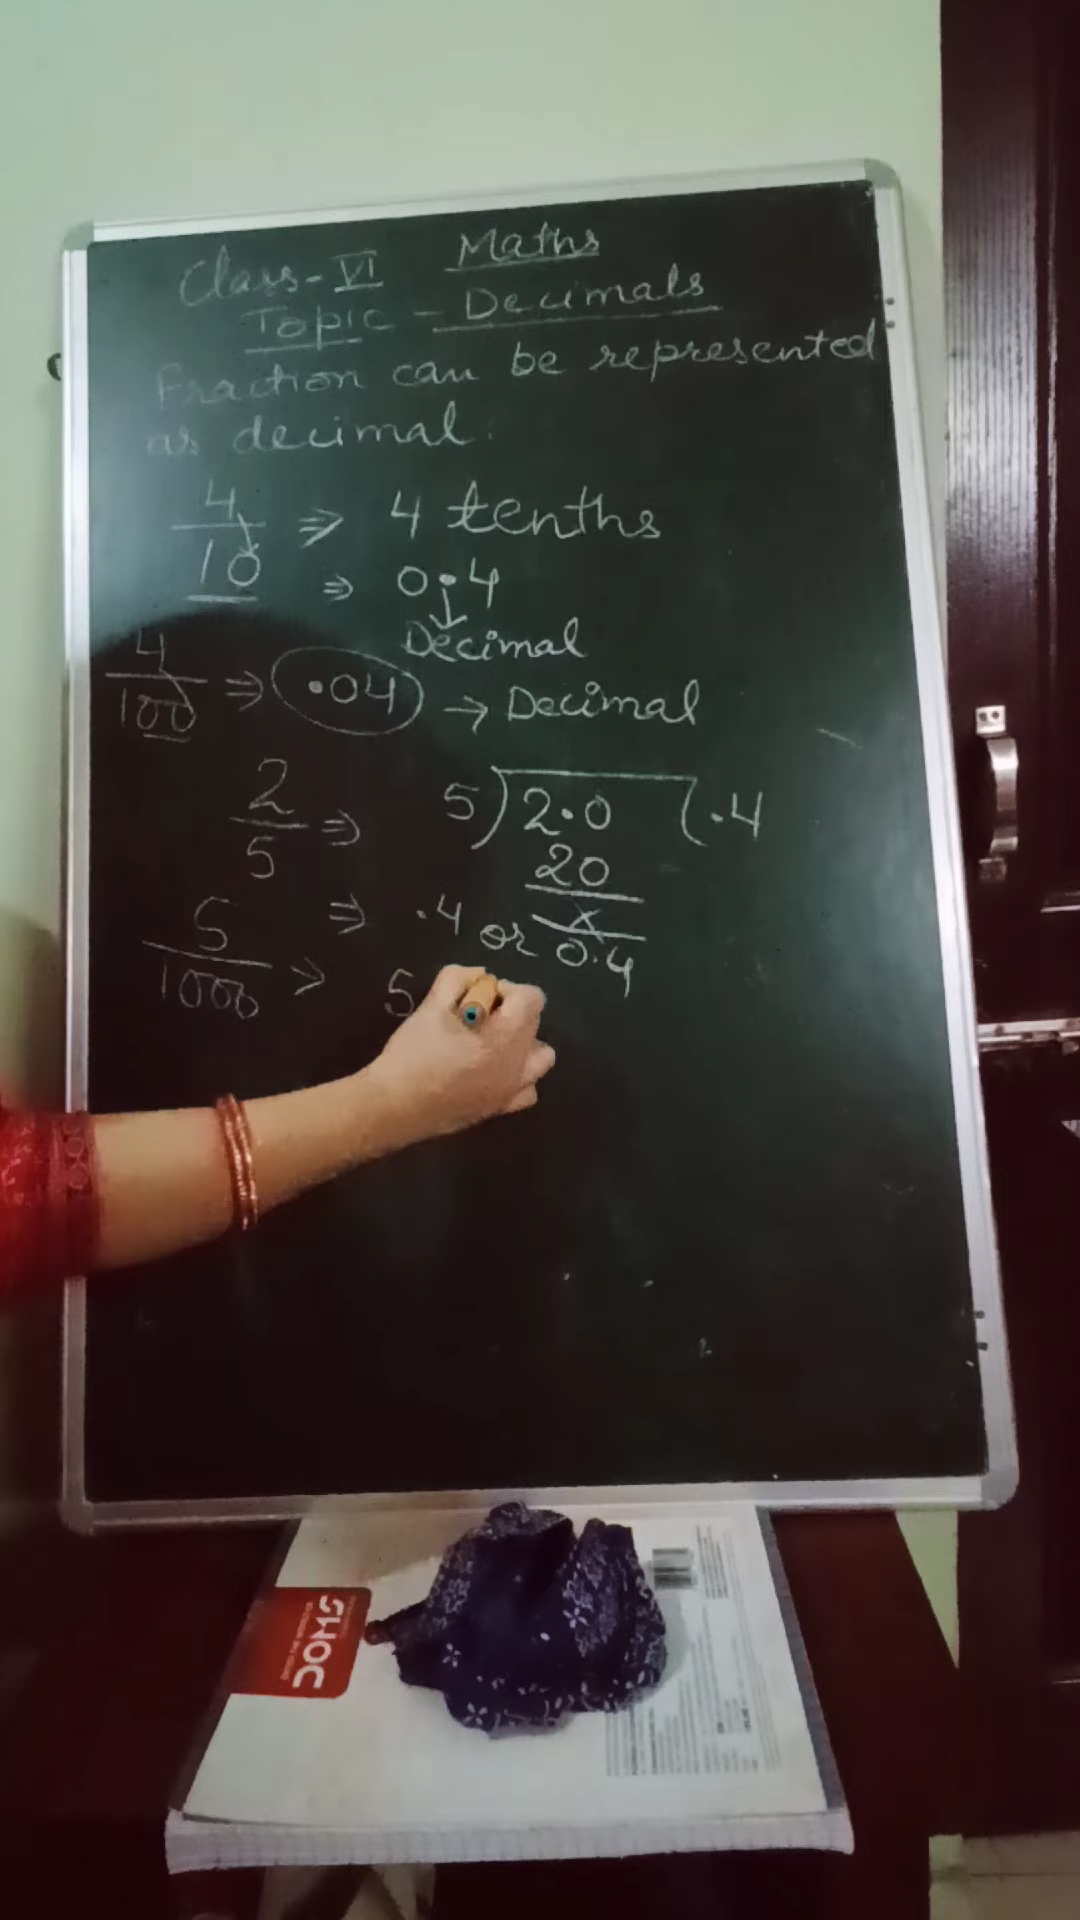 Maths
Class-VI
Topic - Decimals
Fraction can be represented
as decimal.
4/10 ⇒ 4 tenths
⇒ 0.4
Decimal
4/100 ⇒ .04 → Decimal
2/5 ⇒ 5)2.0(.4
20
x
⇒ .4 or 0.4
5/1000 > 5
DOMS